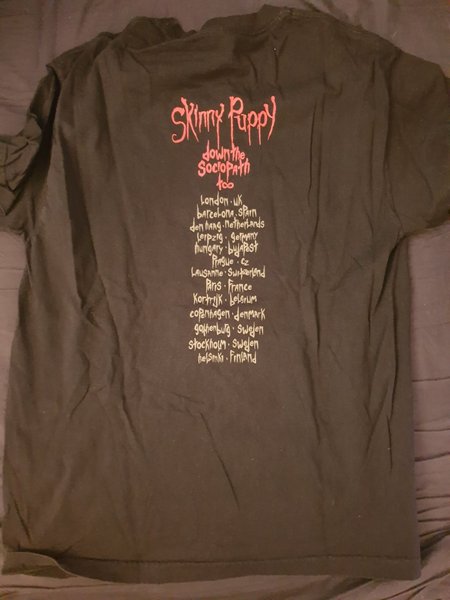 Skinny Puppy
down the
sociopath
too
London · UK
barcelona · spain
den haag · netherlands
Leipzig · germany
hungary · budapest
Prague · cz
Lausanne · Switzerland
Paris · France
Kortrijk · belgium
copenhagen · denmark
gothenburg · sweden
stockholm · sweden
helsinki · finland